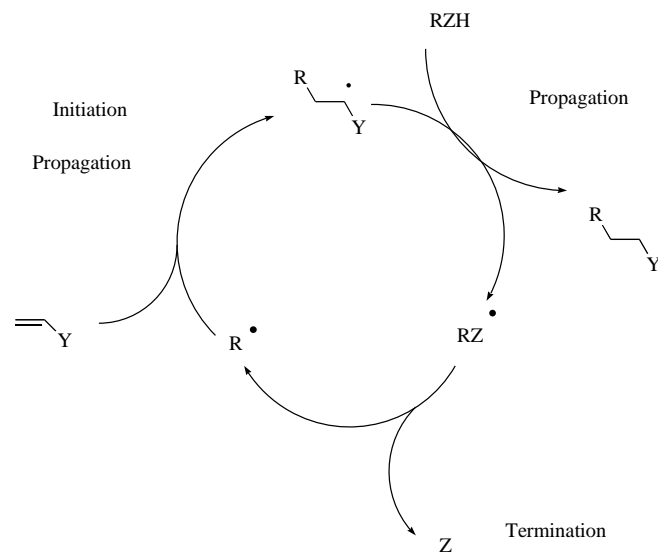 RZH
R
Y
Propagation
Initiation
Propagation
R
Y
Y
R
RZ
Z
Termination